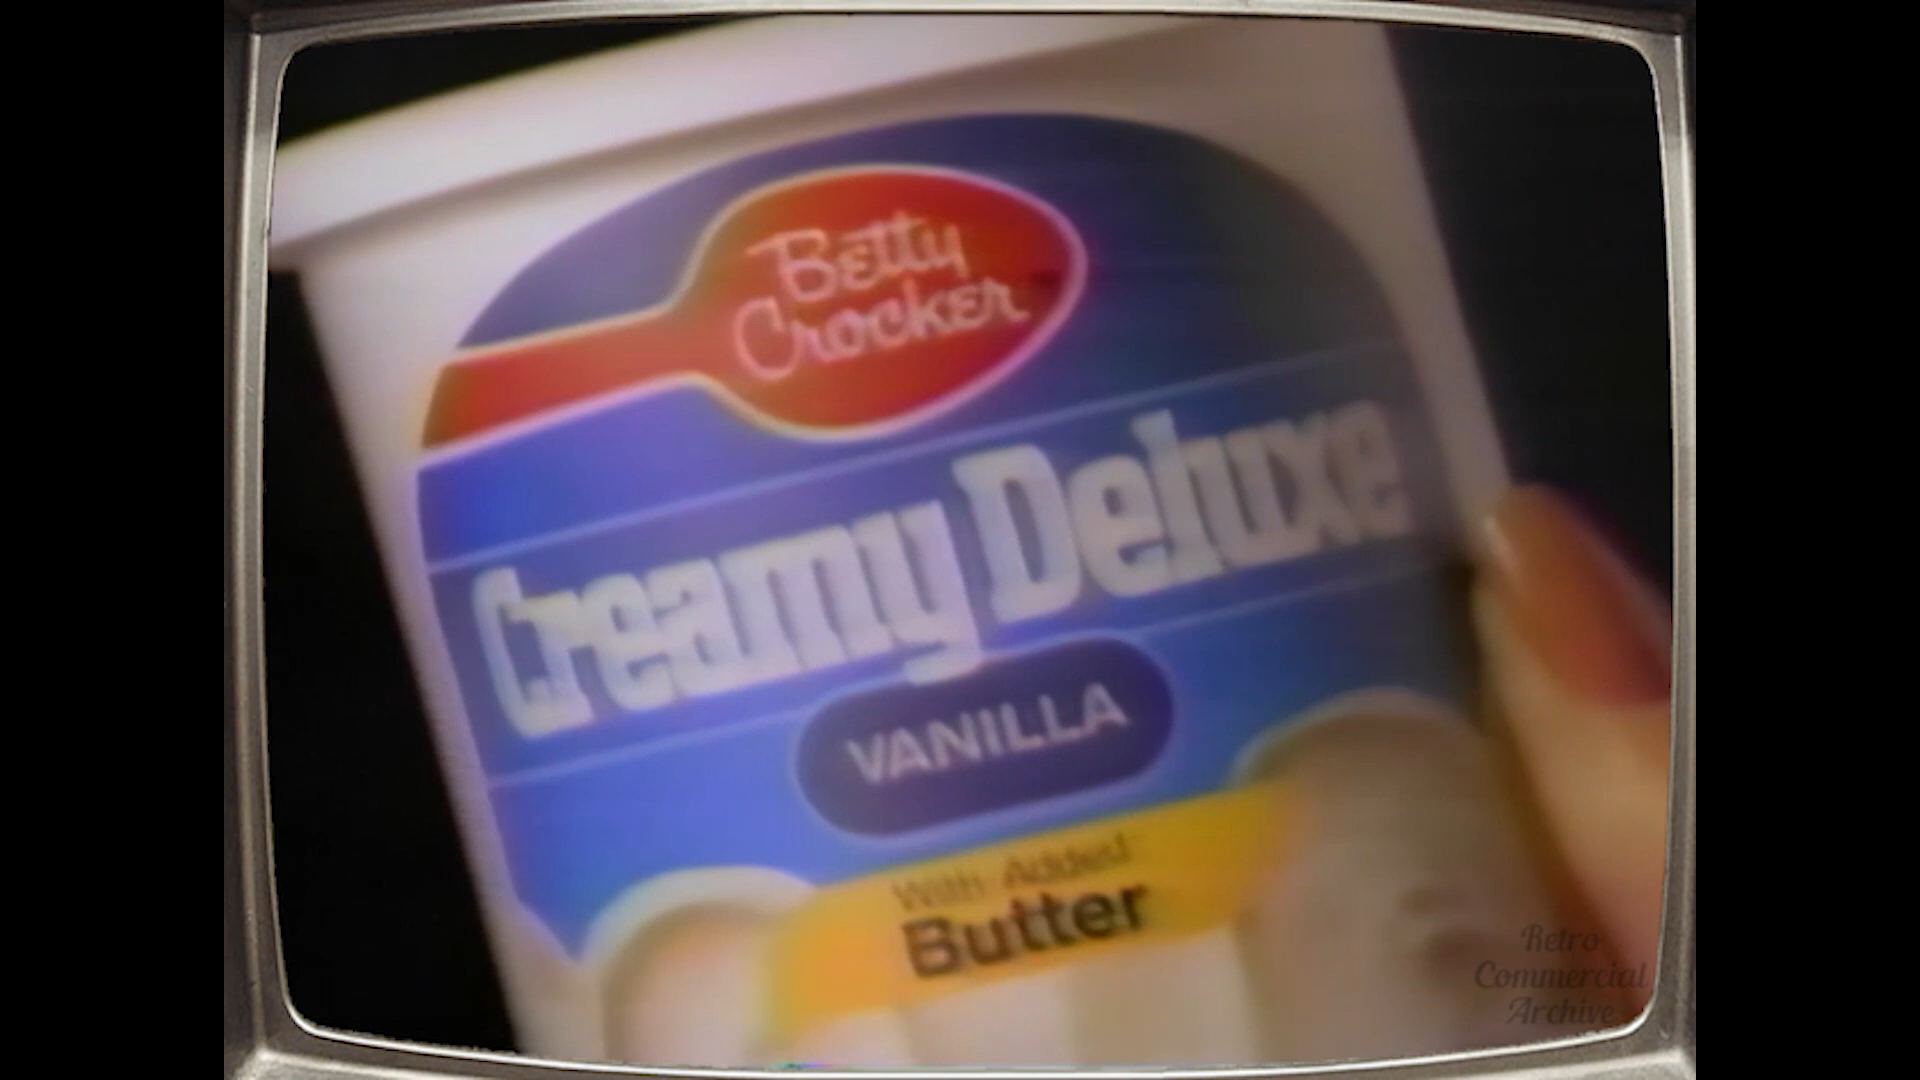 Betty
Crocker
Creamy Deluxe
VANILLA
With Added
Butter
Retro
Commercial
Archive